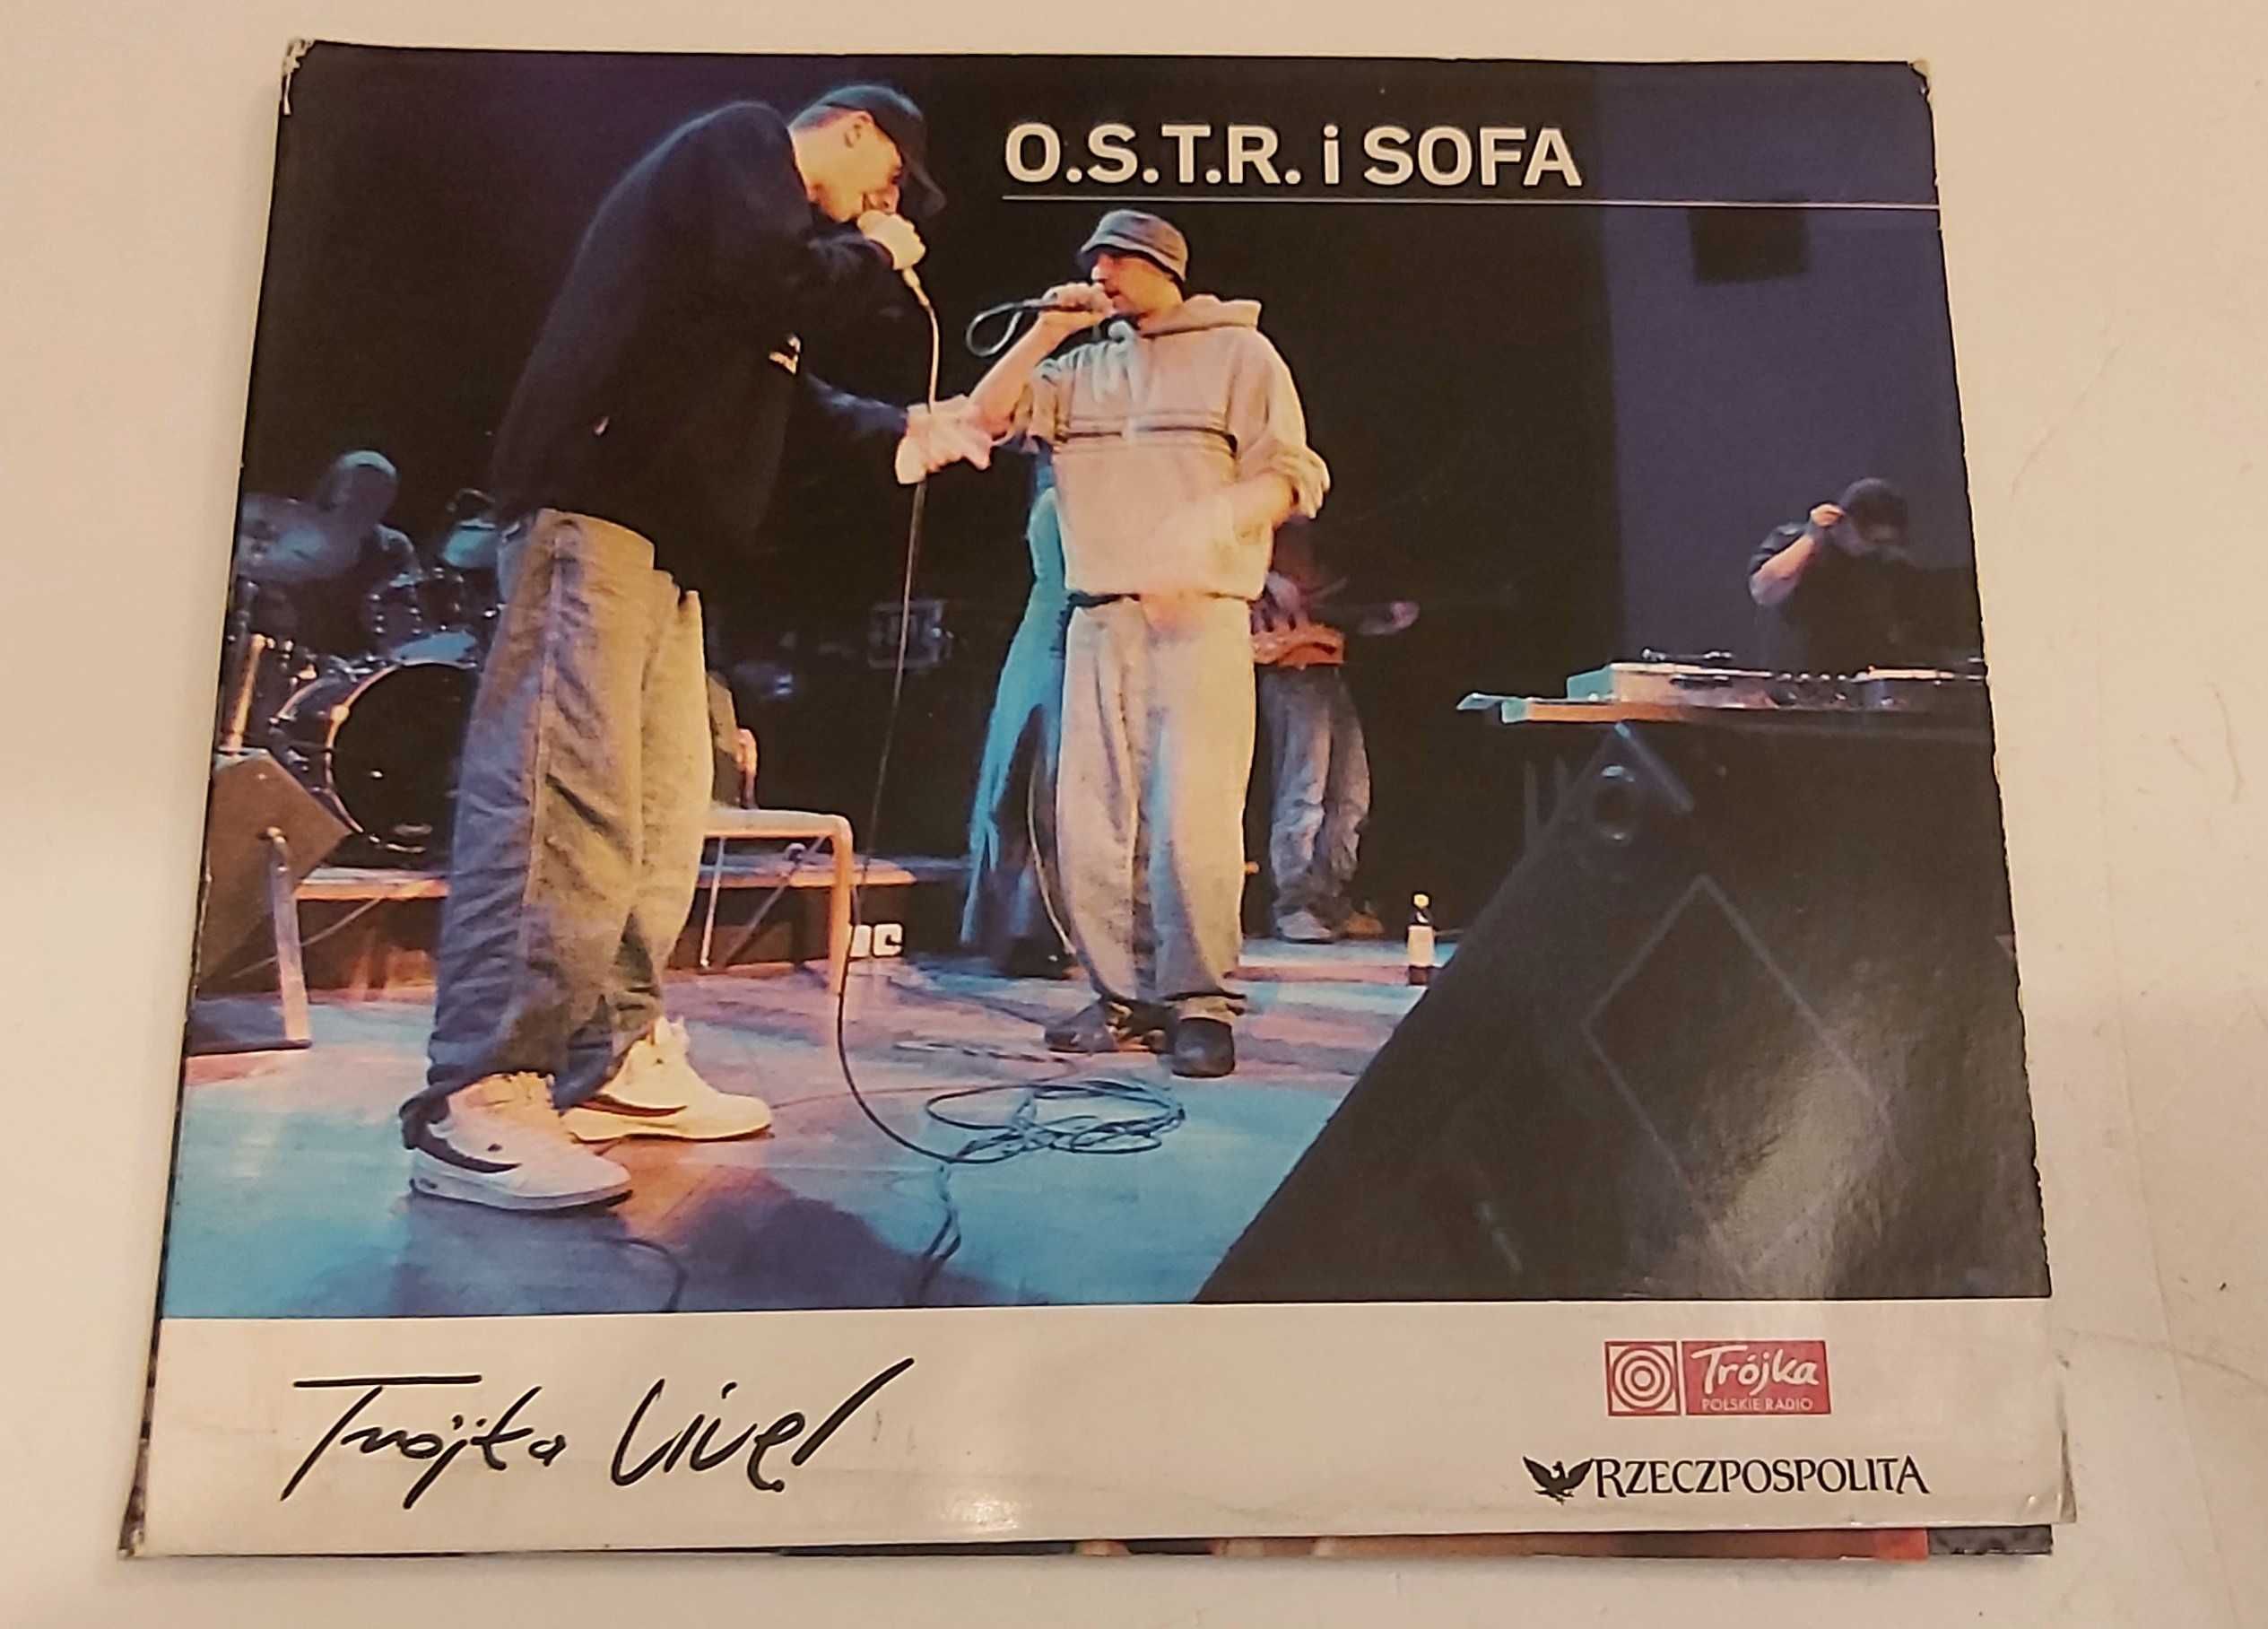 O.S.T.R. i SOFA
Trójka Live!
Trójka
POLSKIE RADIO
RZECZPOSPOLITA